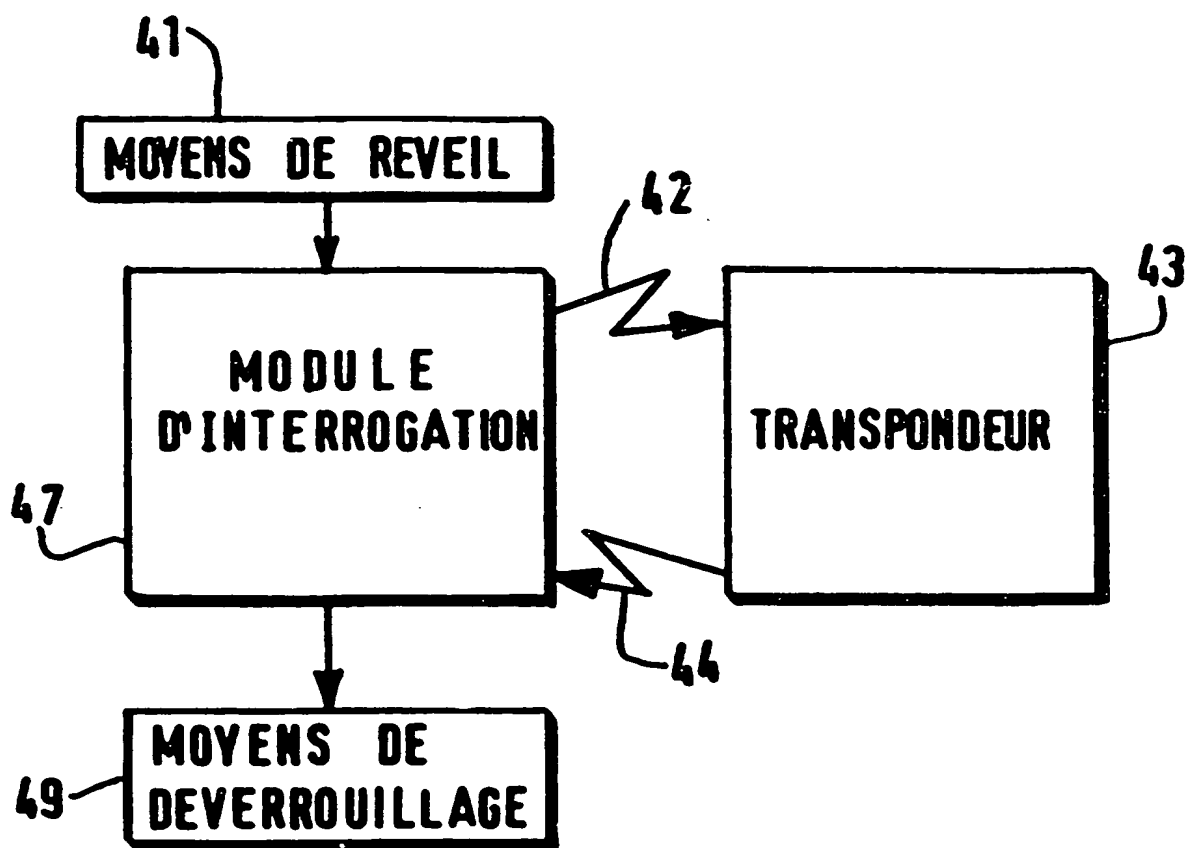 41
MOYENS DE REVEIL
42
43
MODULE
D'INTERROGATION
TRANSPONDEUR
47
44
MOYENS DE
DEVERROUILLAGE
49